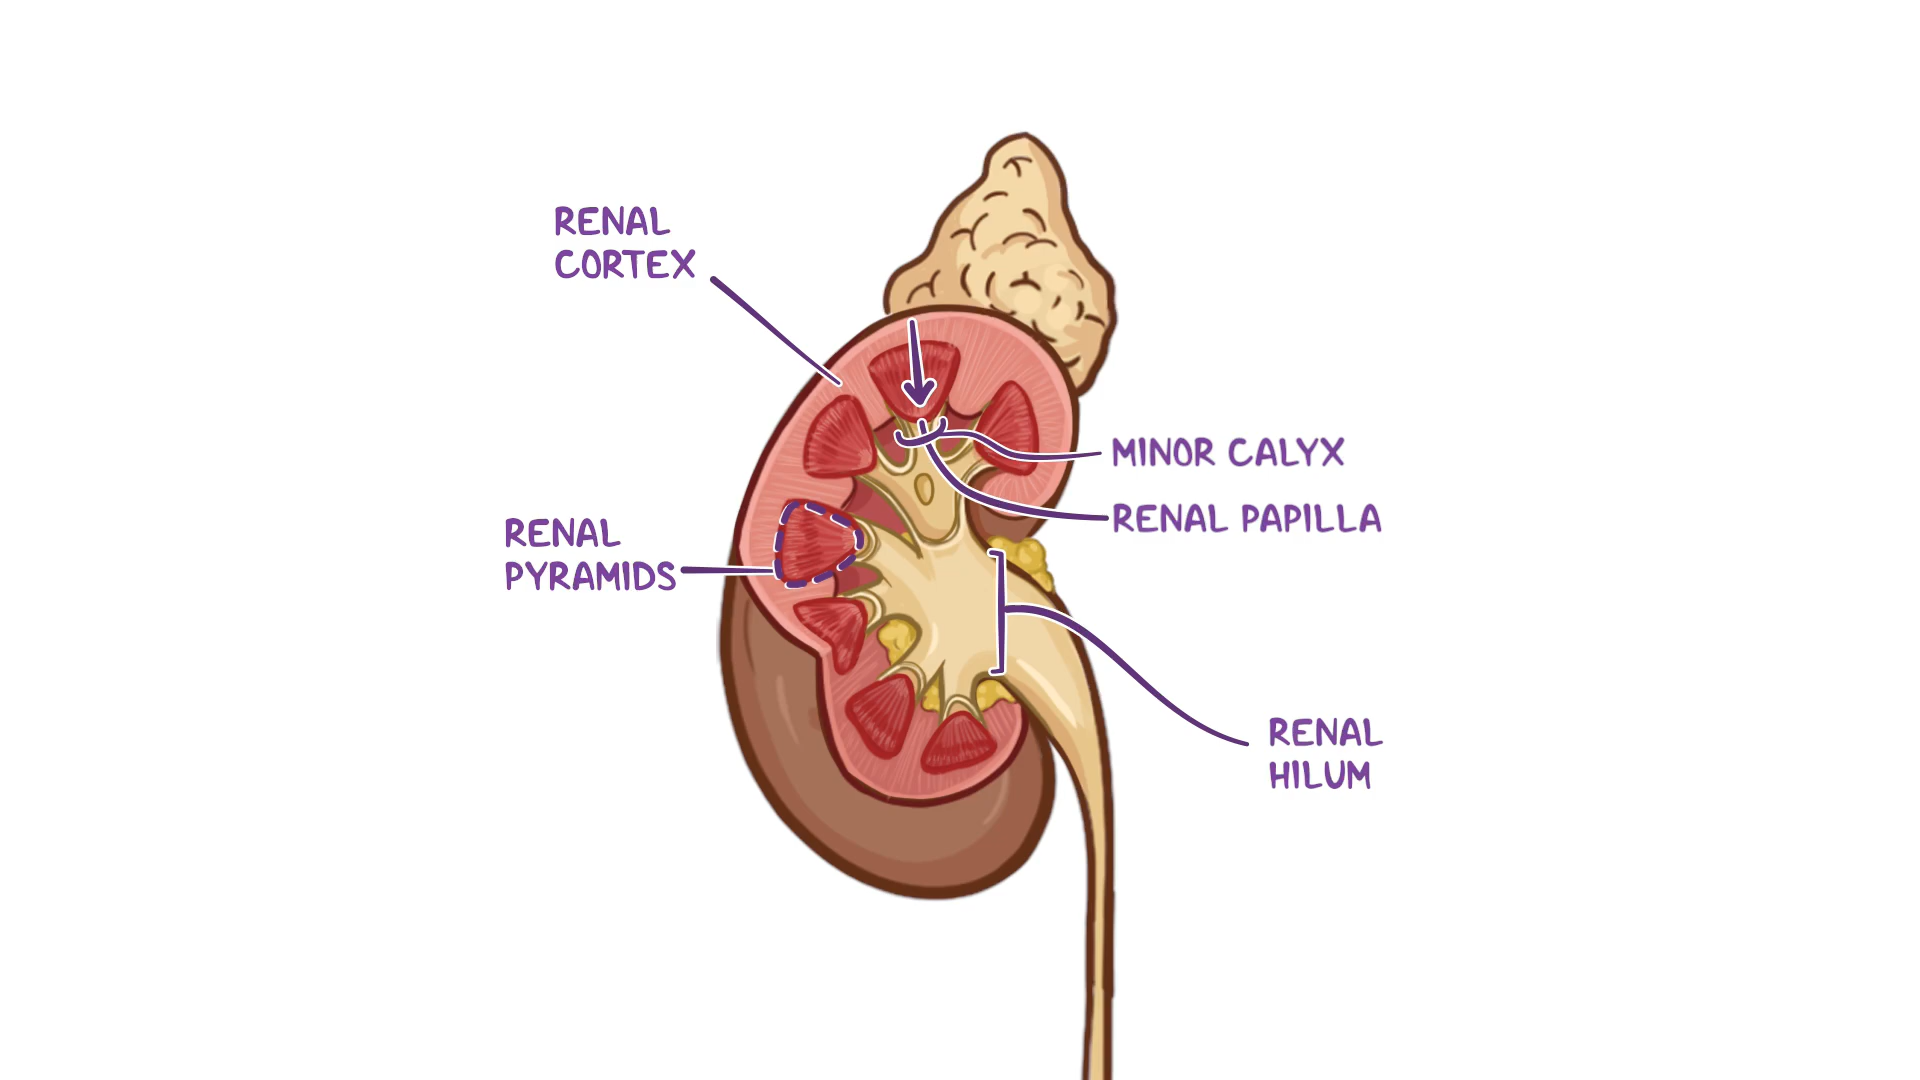 RENAL
CORTEX
MINOR CALYX
RENAL PAPILLA
RENAL
PYRAMIDS
RENAL
HILUM